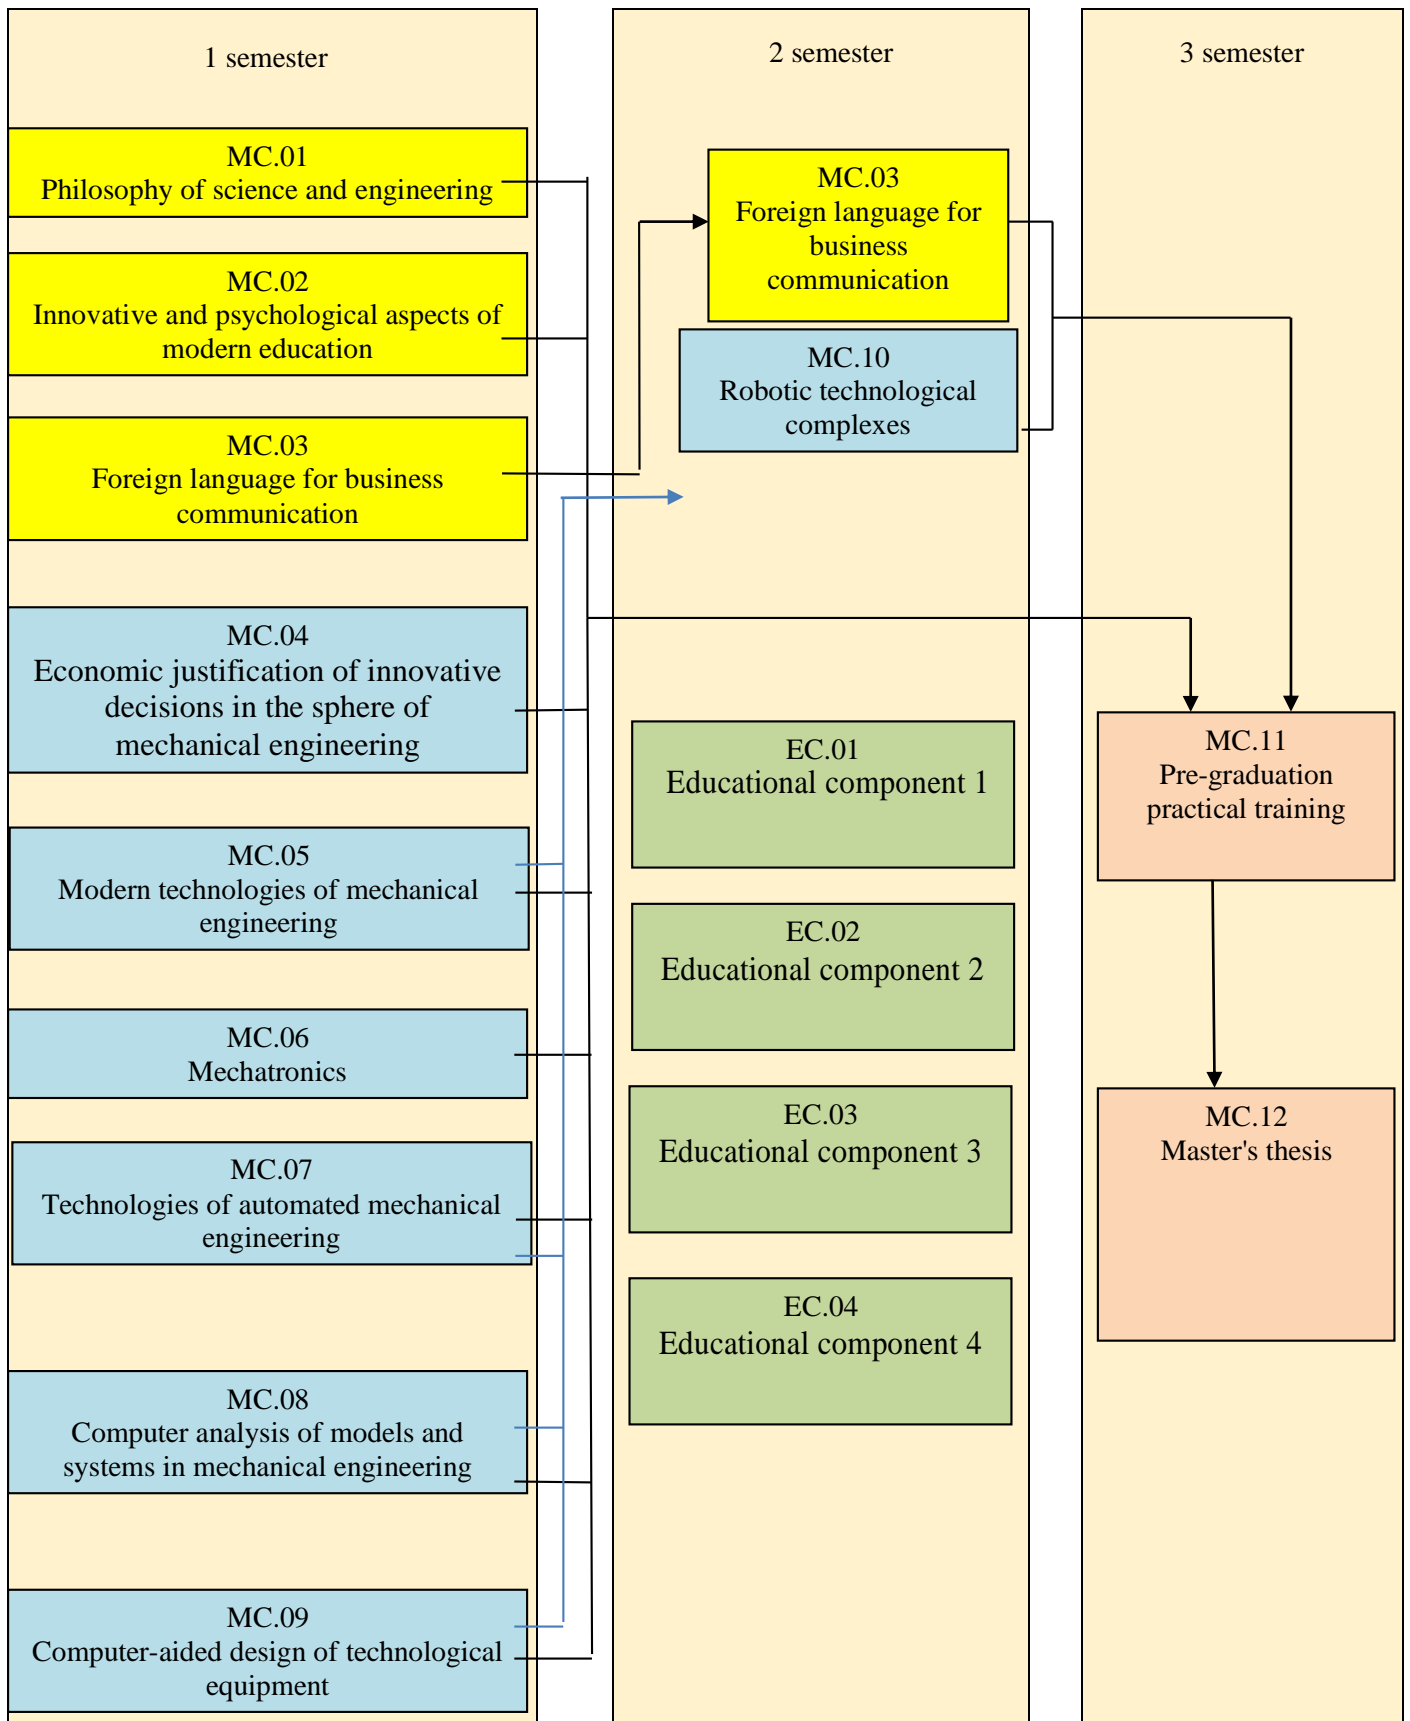 1 semester
MC.01
Philosophy of science and engineering
MC.02
Innovative and psychological aspects of
modern education
MC.03
Foreign language for business
communication
MC.04
Economic justification of innovative
decisions in the sphere of
mechanical engineering
MC.05
Modern technologies of mechanical
engineering
MC.06
Mechatronics
MC.07
Technologies of automated mechanical
engineering
MC.08
Computer analysis of models and
systems in mechanical engineering
MC.09
Computer-aided design of technological
equipment
2 semester
MC.03
Foreign language for
business
communication
MC.10
Robotic technological
complexes
EC.01
Educational component 1
EC.02
Educational component 2
EC.03
Educational component 3
EC.04
Educational component 4
3 semester
MC.11
Pre-graduation
practical training
MC.12
Master's thesis